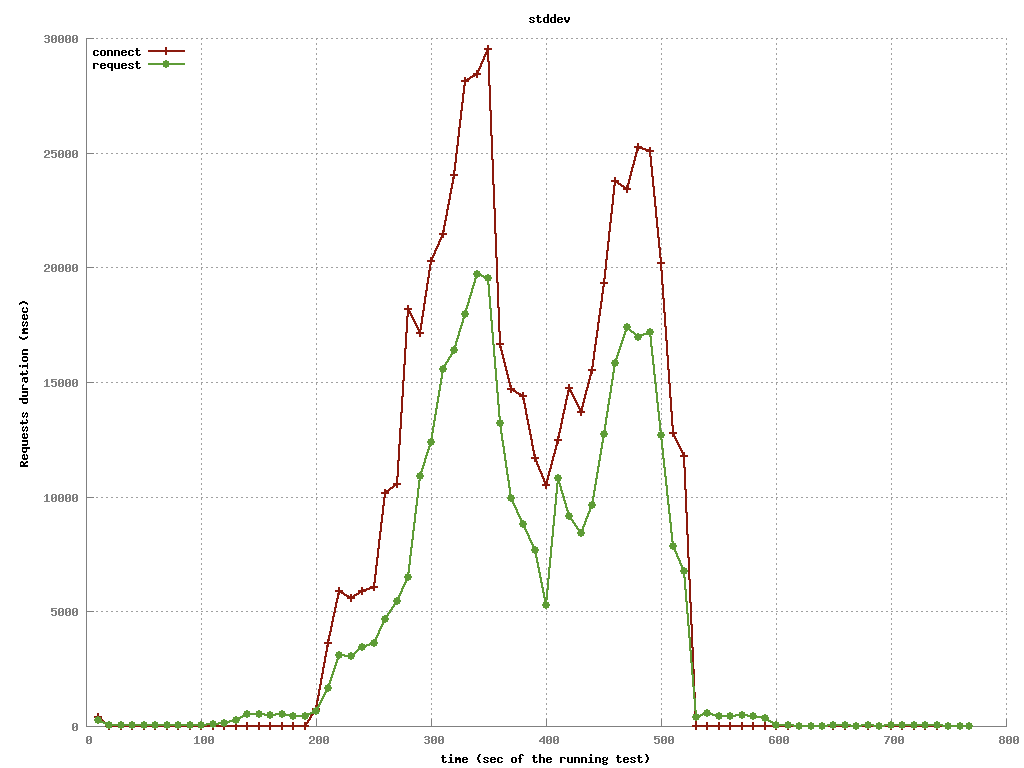 stddev
connect
request
30000
25000
20000
15000
10000
5000
0
Requests duration (msec)
0 100 200 300 400 500 600 700 800
time (sec of the running test)